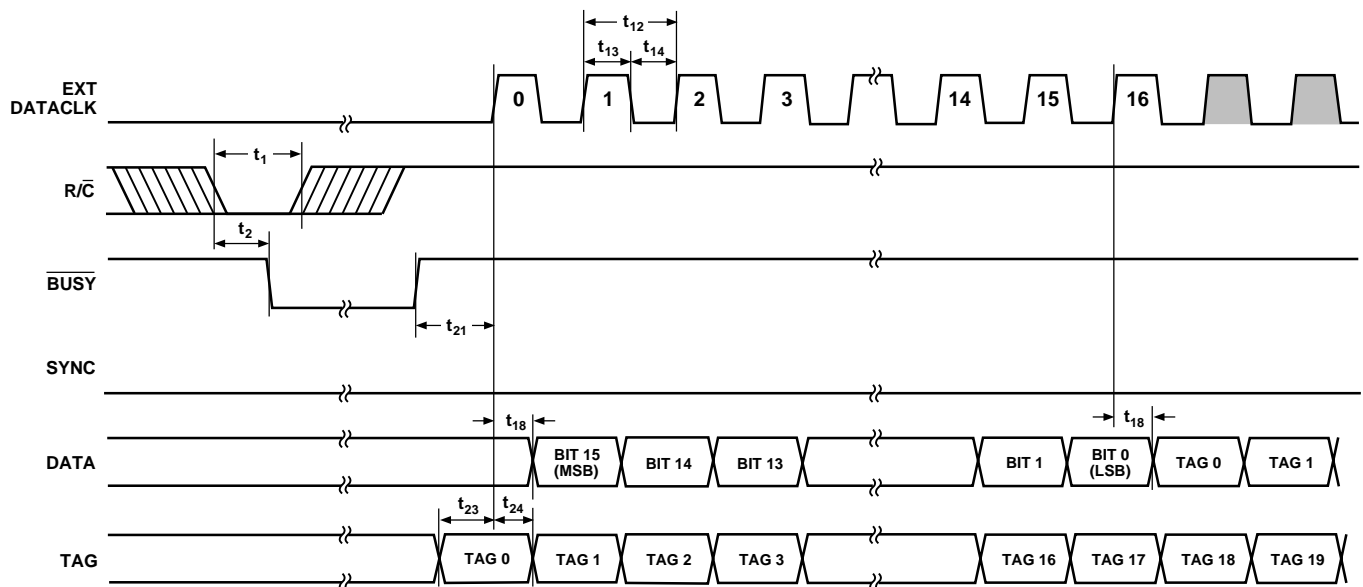 t12
t13 t14
EXT
DATACLK
0 1 2 3 14 15 16
t1
R/C̅
t2
B̅U̅S̅Y̅
t21
SYNC
t18 t18
DATA
BIT 15
(MSB)
BIT 14
BIT 13
BIT 1
BIT 0
(LSB)
TAG 0
TAG 1
t23 t24
TAG
TAG 0 TAG 1 TAG 2 TAG 3 TAG 16 TAG 17 TAG 18 TAG 19